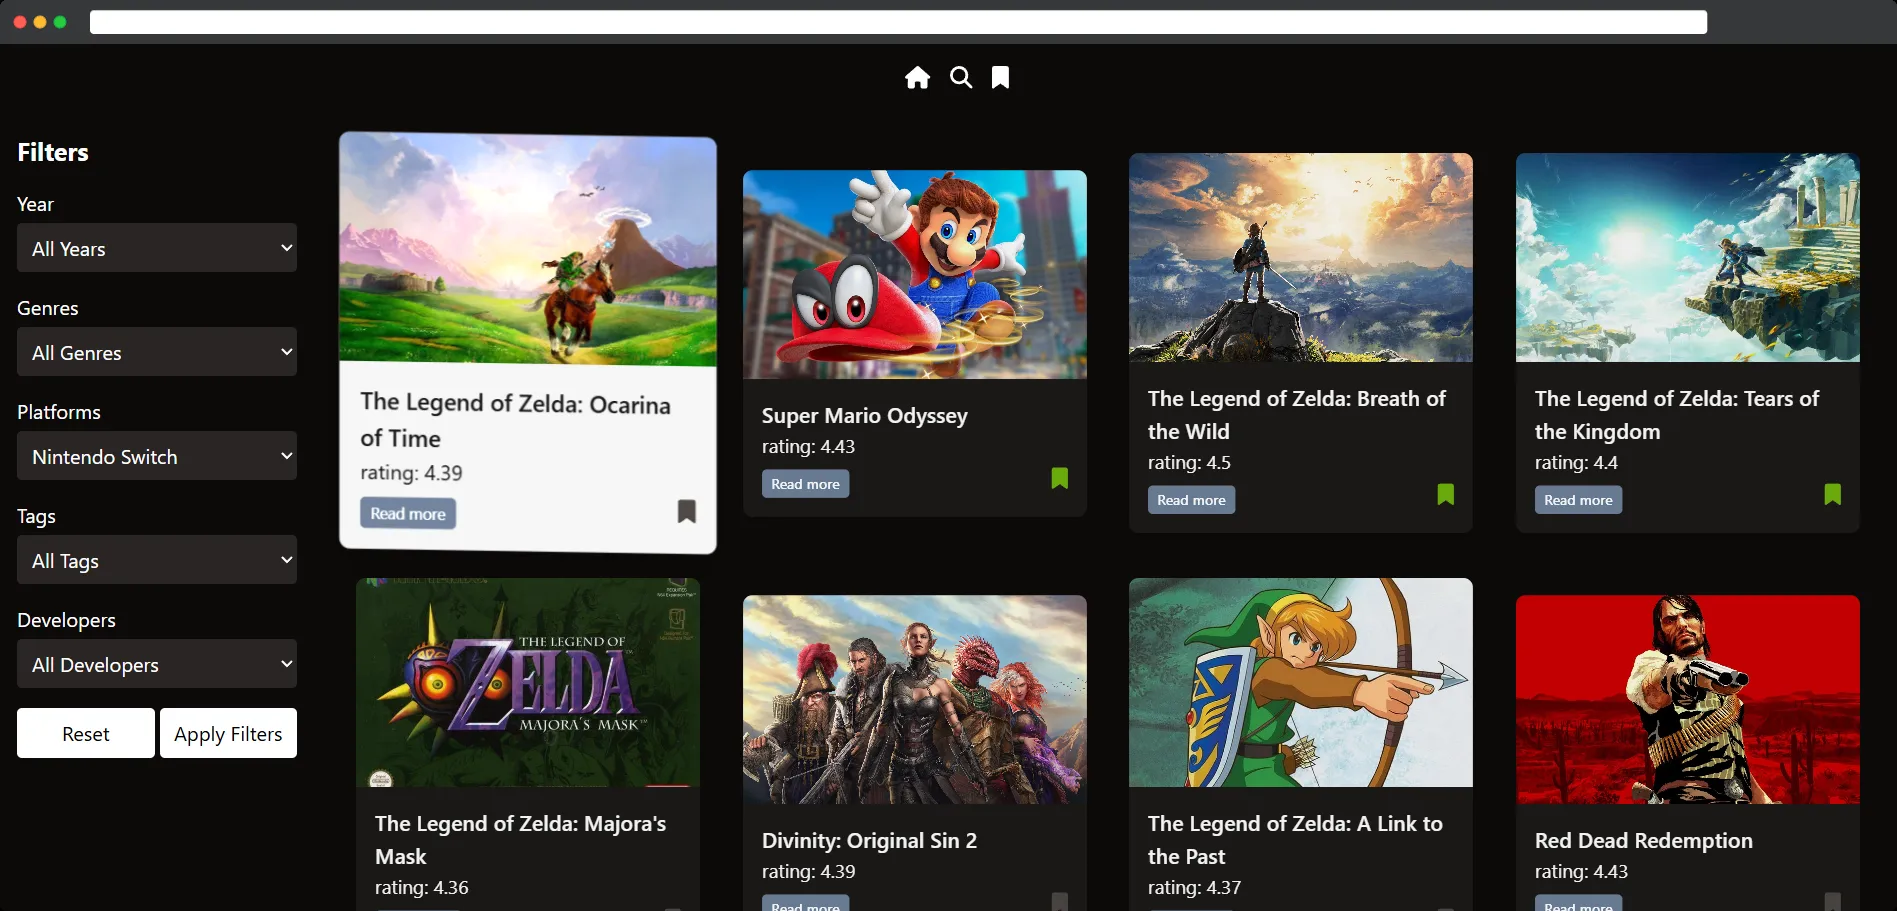 Filters
Year
All Years
Genres
All Genres
Platforms
Nintendo Switch
Tags
All Tags
Developers
All Developers
Reset
Apply Filters
The Legend of Zelda: Ocarina
of Time
rating: 4.39
Read more
Super Mario Odyssey
rating: 4.43
Read more
The Legend of Zelda: Breath of
the Wild
rating: 4.5
Read more
The Legend of Zelda: Tears of
the Kingdom
rating: 4.4
Read more
THE LEGEND OF
ZELDA
MAJORA'S MASK™
The Legend of Zelda: Majora's
Mask
rating: 4.36
Divinity: Original Sin 2
rating: 4.39
Read more
The Legend of Zelda: A Link to
the Past
rating: 4.37
Red Dead Redemption
rating: 4.43
Read more